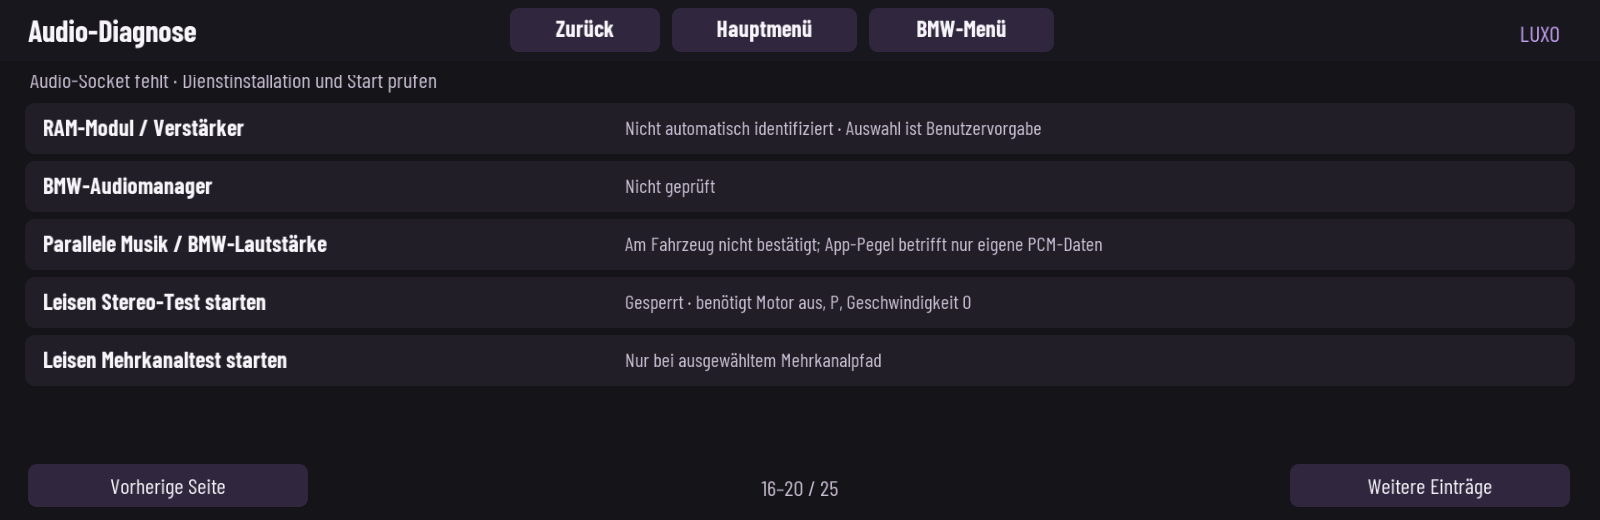 Audio-Diagnose
Zurück
Hauptmenü
BMW-Menü
LUXO
Audio-Socket fehlt · Dienstinstallation und Start prüfen
RAM-Modul / Verstärker
Nicht automatisch identifiziert · Auswahl ist Benutzervorgabe
BMW-Audiomanager
Nicht geprüft
Parallele Musik / BMW-Lautstärke
Am Fahrzeug nicht bestätigt; App-Pegel betrifft nur eigene PCM-Daten
Leisen Stereo-Test starten
Gesperrt · benötigt Motor aus, P, Geschwindigkeit 0
Leisen Mehrkanaltest starten
Nur bei ausgewähltem Mehrkanalpfad
Vorherige Seite
16–20 / 25
Weitere Einträge